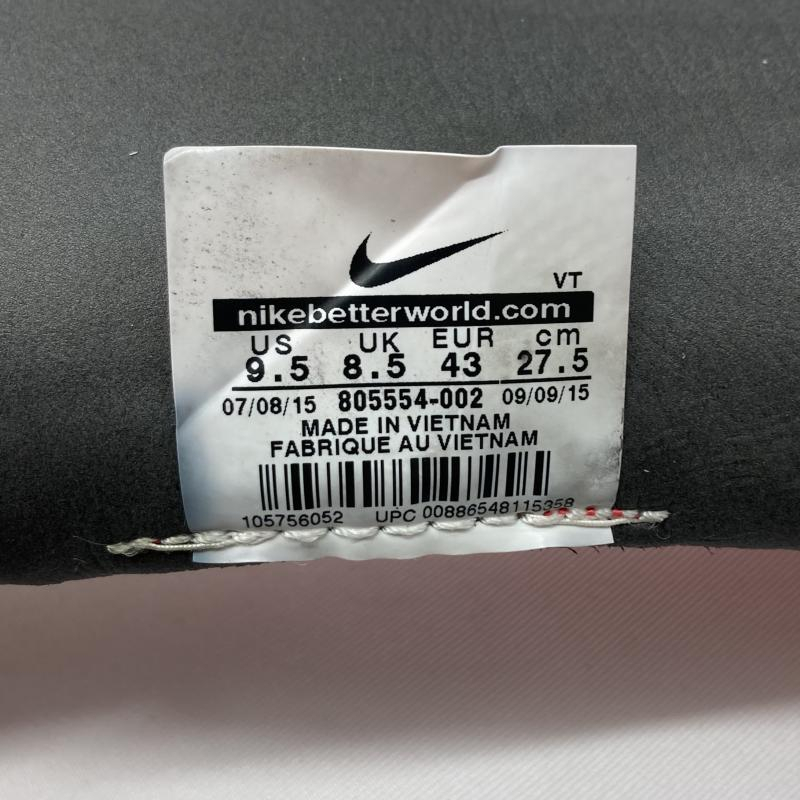 VT
nikebetterworld.com
US UK EUR cm
9.5 8.5 43 27.5
07/08/15 805554-002 09/09/15
MADE IN VIETNAM
FABRIQUE AU VIETNAM
105756052 UPC 00886548115358